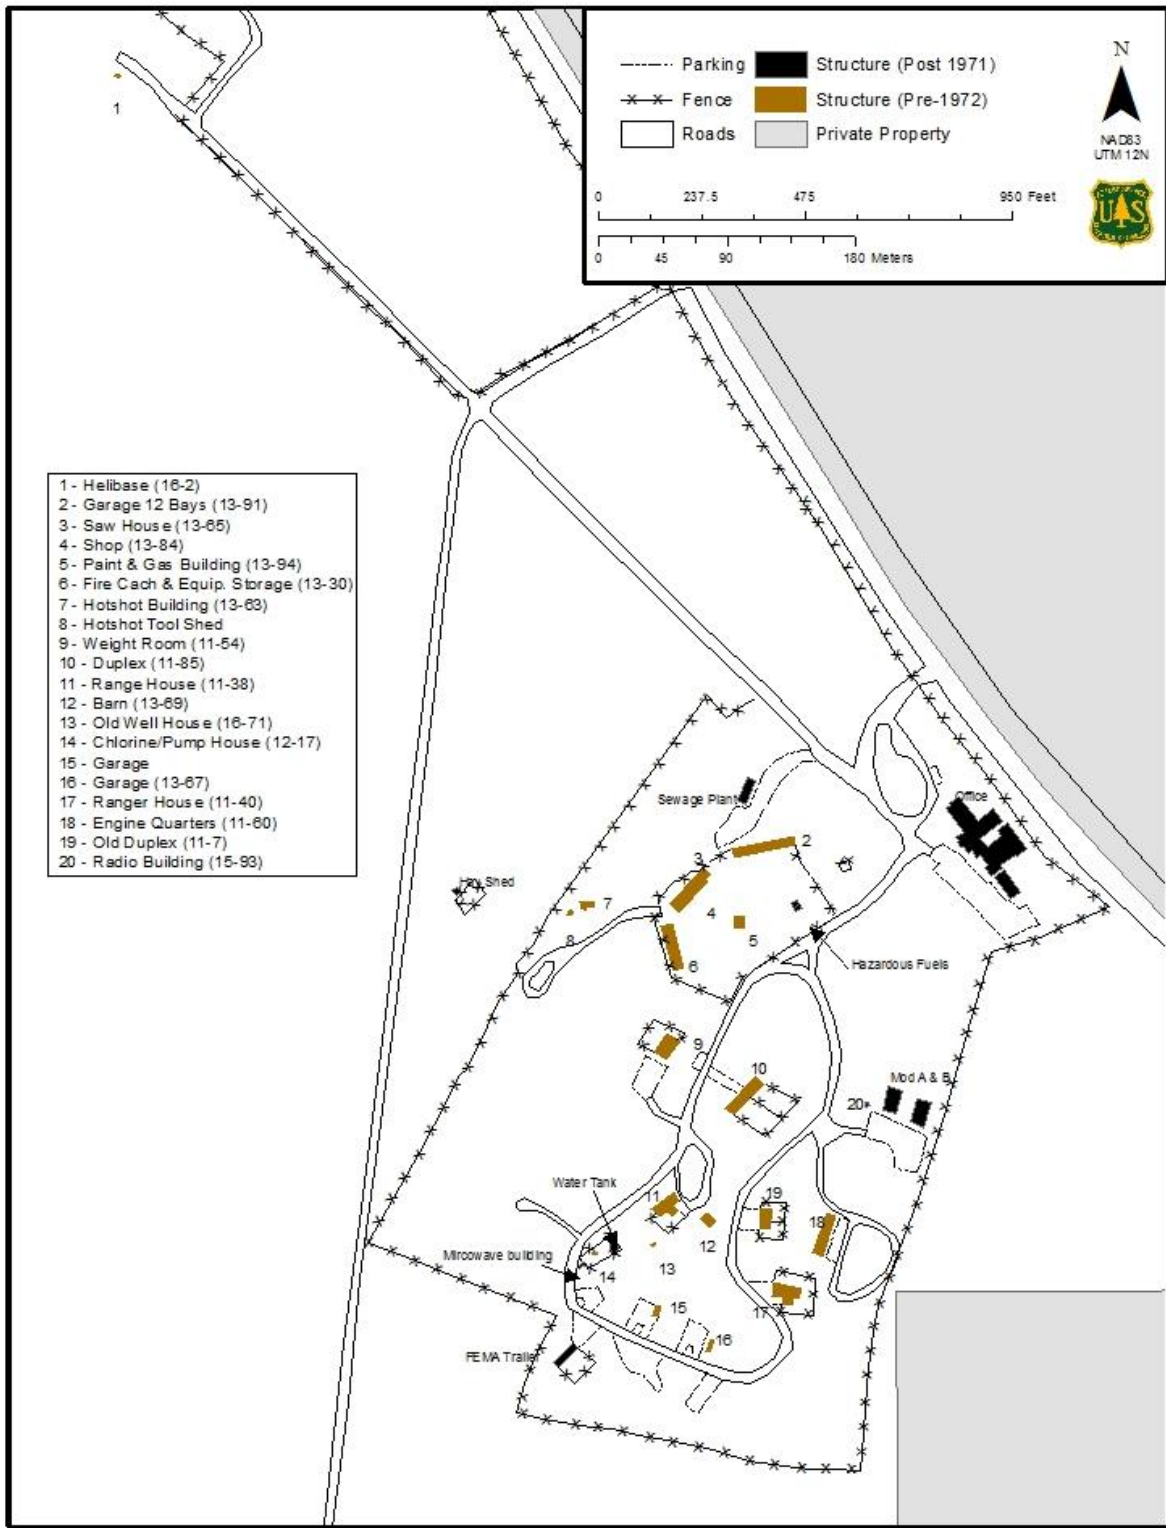 Parking
Structure (Post 1971)
Fence
Structure (Pre-1972)
Roads
Private Property
N
NAD83
UTM 12N
0 237.5 475 950 Feet
0 45 90 180 Meters
U S
1
1 - Helibase (16-2)
2 - Garage 12 Bays (13-91)
3 - Saw House (13-65)
4 - Shop (13-84)
5 - Paint & Gas Building (13-94)
6 - Fire Cach & Equip. Storage (13-30)
7 - Hotshot Building (13-63)
8 - Hotshot Tool Shed
9 - Weight Room (11-54)
10 - Duplex (11-85)
11 - Range House (11-38)
12 - Barn (13-69)
13 - Old Well House (16-71)
14 - Chlorine/Pump House (12-17)
15 - Garage
16 - Garage (13-67)
17 - Ranger House (11-40)
18 - Engine Quarters (11-60)
19 - Old Duplex (11-7)
20 - Radio Building (15-93)
Sewage Plant
Office
2
3
Hay Shed
7
4
8
5
6
Hazardous Fuels
9
10
Mod A & B
20
Water Tank
11
19
18
12
Mircowave building
13
14
15
17
16
FEMA Trailer